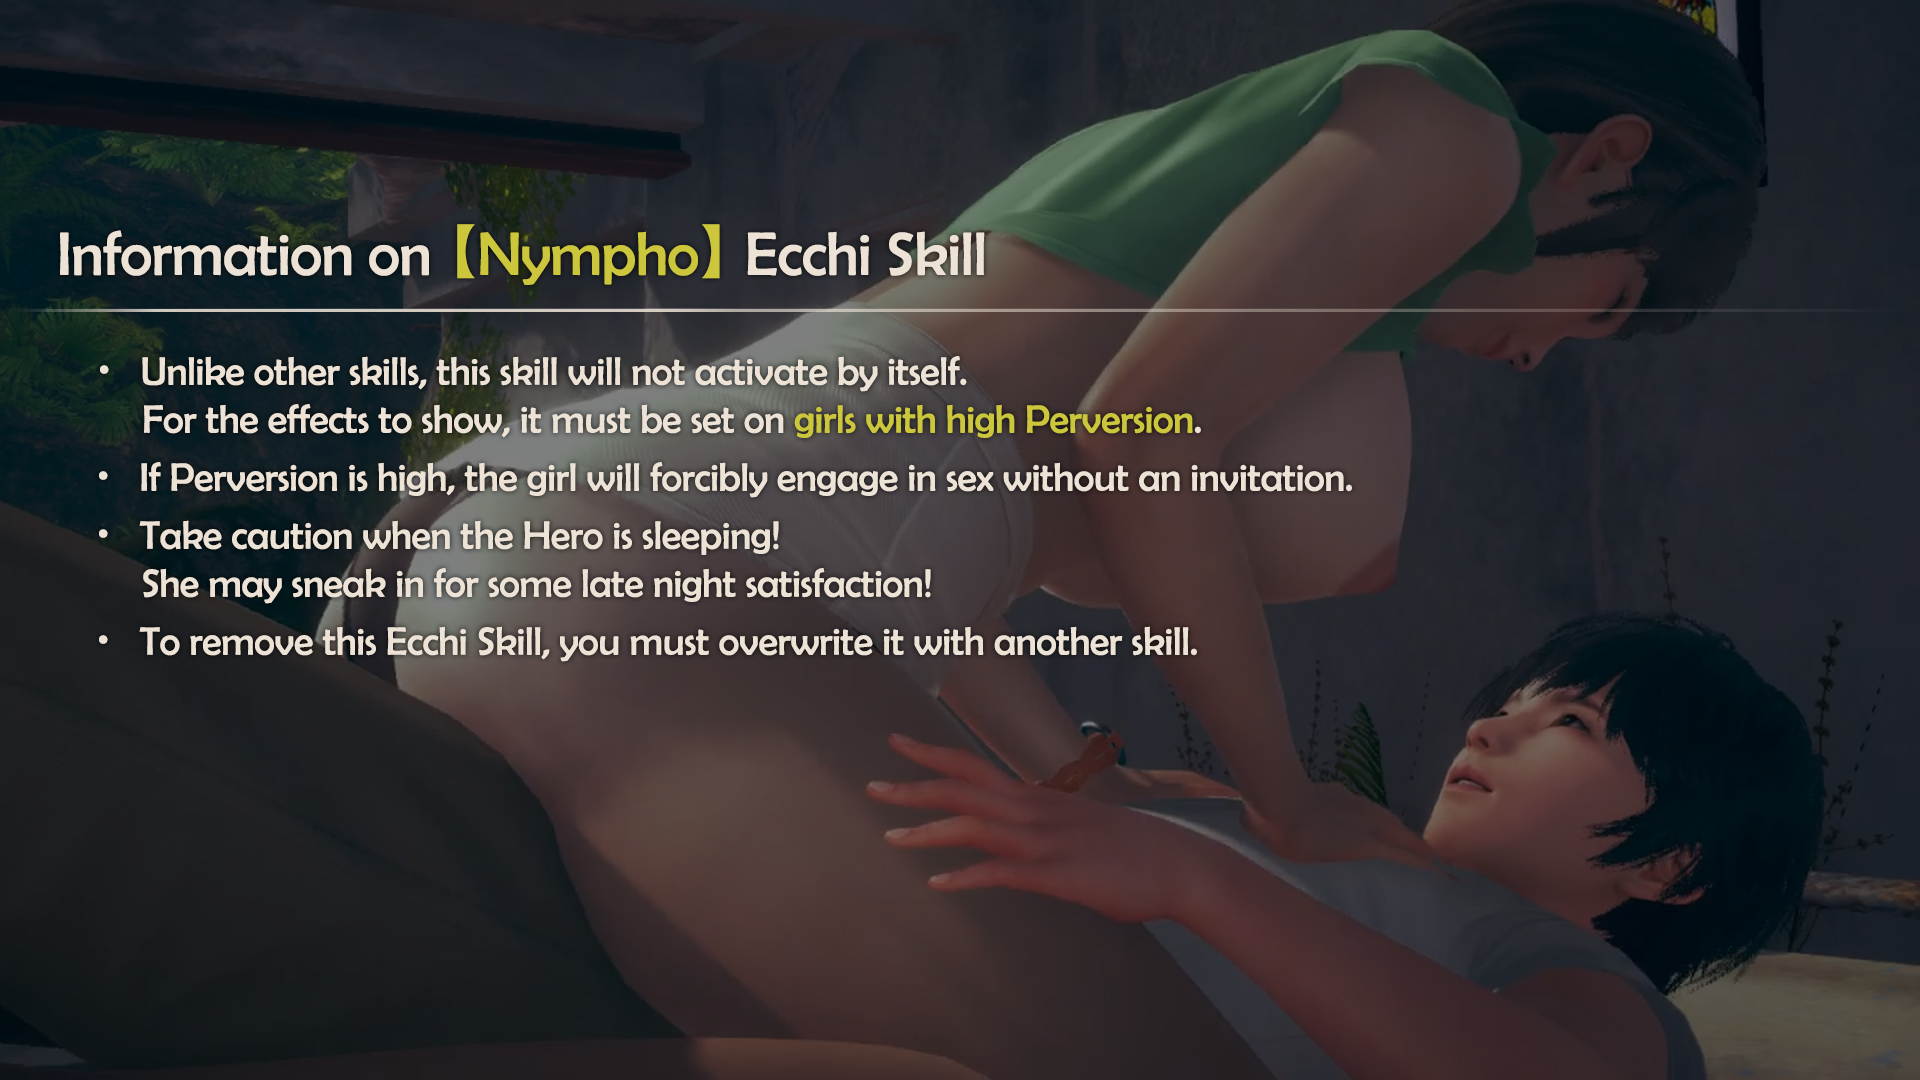 Information on【Nympho】Ecchi Skill
・ Unlike other skills, this skill will not activate by itself.
For the effects to show, it must be set on girls with high Perversion.
・ If Perversion is high, the girl will forcibly engage in sex without an invitation.
・ Take caution when the Hero is sleeping!
She may sneak in for some late night satisfaction!
・ To remove this Ecchi Skill, you must overwrite it with another skill.